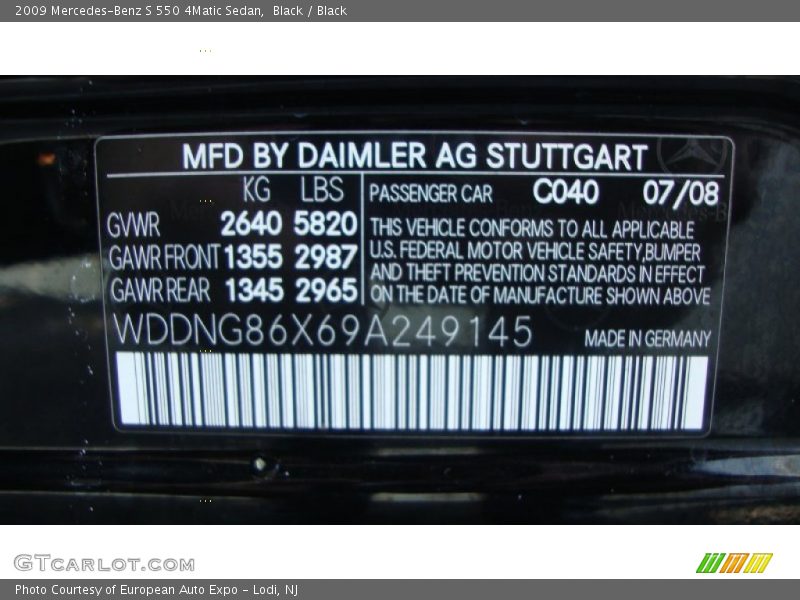 2009 Mercedes-Benz S 550 4Matic Sedan,  Black / Black
MFD BY DAIMLER AG STUTTGART
KG LBS
GVWR 2640 5820
GAWR FRONT 1355 2987
GAWR REAR 1345 2965
PASSENGER CAR C040 07/08
THIS VEHICLE CONFORMS TO ALL APPLICABLE
U.S. FEDERAL MOTOR VEHICLE SAFETY,BUMPER
AND THEFT PREVENTION STANDARDS IN EFFECT
ON THE DATE OF MANUFACTURE SHOWN ABOVE
WDDNG86X69A249145
MADE IN GERMANY
GTCARLOT.COM
Photo Courtesy of European Auto Expo - Lodi, NJ